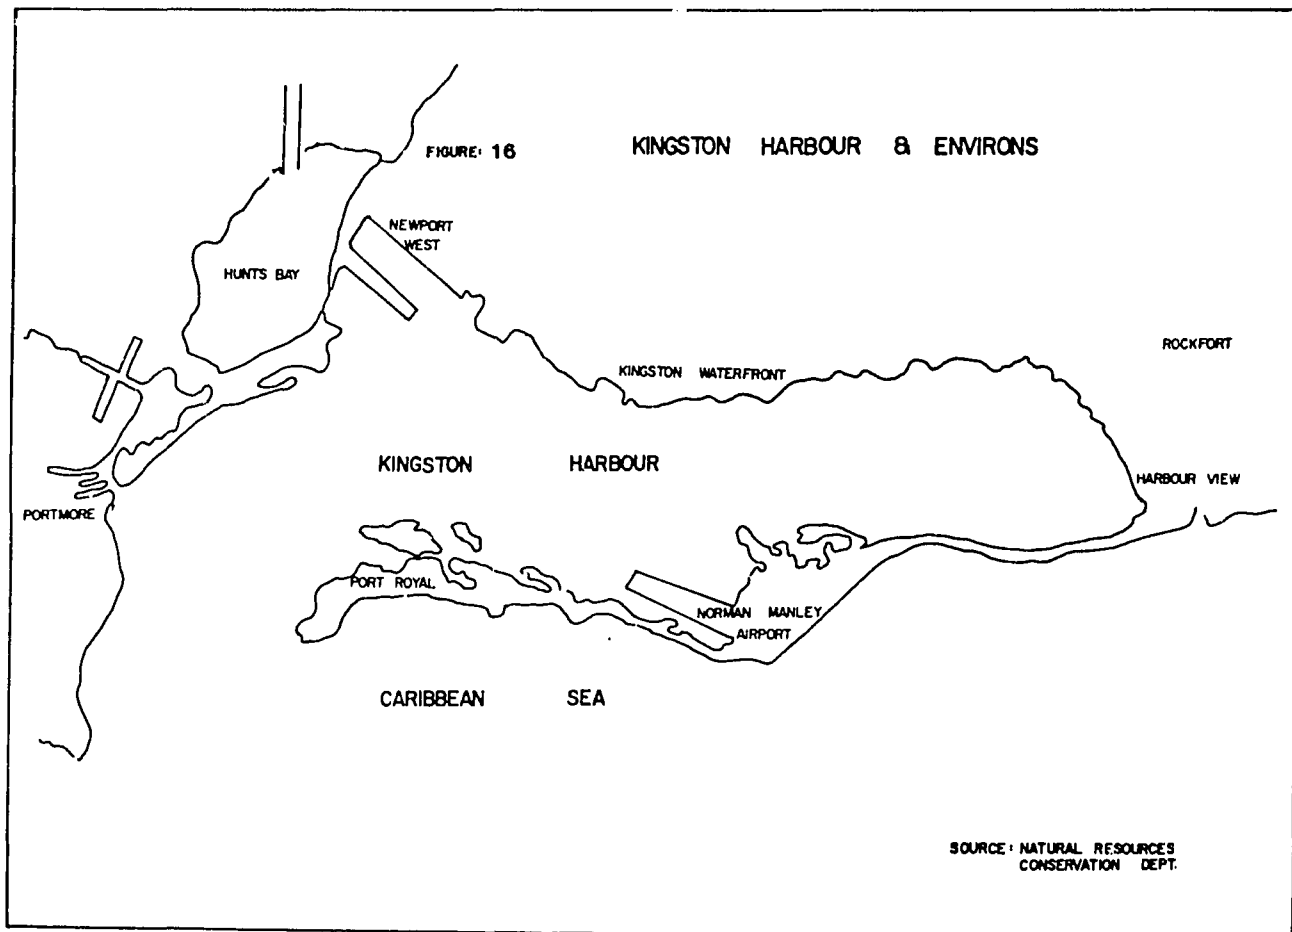 FIGURE: 16
KINGSTON HARBOUR & ENVIRONS
NEWPORT
WEST
HUNTS BAY
ROCKFORT
KINGSTON WATERFRONT
KINGSTON HARBOUR
HARBOUR VIEW
PORTMORE
PORT ROYAL
NORMAN MANLEY
AIRPORT
CARIBBEAN SEA
SOURCE: NATURAL RESOURCES
CONSERVATION DEPT.